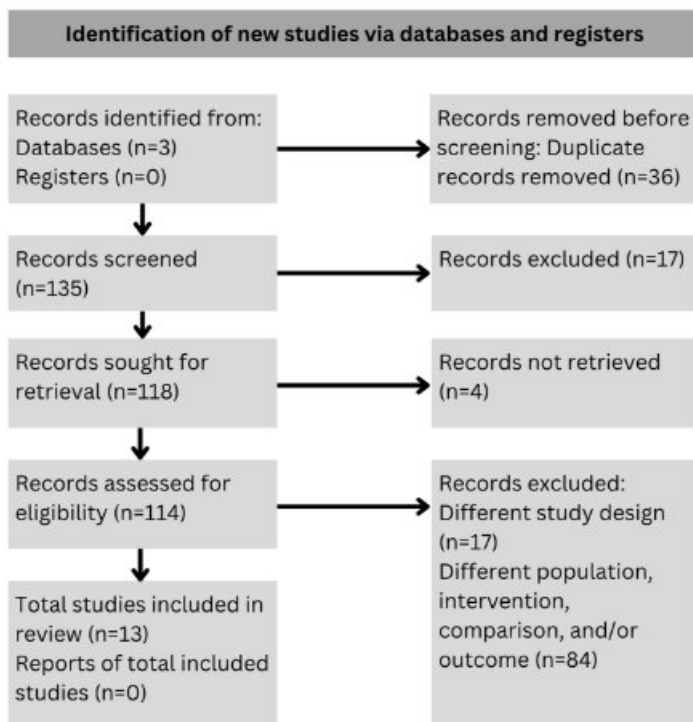 Identification of new studies via databases and registers
Records identified from:
Databases (n=3)
Registers (n=0)
Records removed before
screening: Duplicate
records removed (n=36)
Records screened
(n=135)
Records excluded (n=17)
Records sought for
retrieval (n=118)
Records not retrieved
(n=4)
Records assessed for
eligibility (n=114)
Records excluded:
Different study design
(n=17)
Different population,
intervention,
comparison, and/or
outcome (n=84)
Total studies included in
review (n=13)
Reports of total included
studies (n=0)